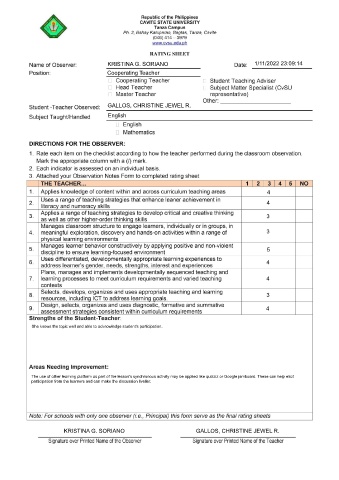 Republic of the Philippines
CAVITE STATE UNIVERSITY
Tanza Campus
Ph. 2, Bahay Katuparan, Bagtas, Tanza, Cavite
(046) 414 - 3979
www.cvsu.edu.ph
RATING SHEET
Name of Observer: KRISTINA G. SORIANO Date: 1/11/2022 23:09:14
Position: Cooperating Teacher
Cooperating Teacher
Head Teacher
Master Teacher
Student Teaching Adviser
Subject Matter Specialist (CvSU representative)
Other:
Student -Teacher Observed: GALLOS, CHRISTINE JEWEL R.
Subject Taught/Handled English
English
Mathematics
DIRECTIONS FOR THE OBSERVER:
1. Rate each item on the checklist according to how the teacher performed during the classroom observation.
Mark the appropriate column with a (/) mark.
2. Each indicator is assessed on an individual basis.
3. Attached your Observation Notes Form to completed rating sheet
THE TEACHER… 1 2 3 4 5 NO
1. Applies knowledge of content within and across curriculum teaching areas 4
2. Uses a range of teaching strategies that enhance leaner achievement in
literacy and numeracy skills 4
3. Applies a range of teaching strategies to develop critical and creative thinking
as well as other higher-order thinking skills 3
4. Manages classroom structure to engage learners, individually or in groups, in
meaningful exploration, discovery and hands-on activities within a range of
physical learning environments 3
5. Manages learner behavior constructively by applying positive and non-violent
discipline to ensure learning-focused environment 5
6. Uses differentiated, developmentally appropriate learning experiences to
address learner's gender, needs, strengths, interest and experiences 4
7. Plans, manages and implements developmentally sequenced teaching and
learning processes to meet curriculum requirements and varied teaching
contexts 4
8. Selects, develops, organizes and uses appropriate teaching and learning
resources, including ICT to address learning goals 3
9. Design, selects, organizes and uses diagnostic, formative and summative
assessment strategies consistent within curriculum requirements 4
Strengths of the Student-Teacher:
She knows the topic well and able to acknowledge student's participation.
Areas Needing Improvement:
The use of other learning platform as part of the lesson's synchronous activity may be applied like quizizz or Google jamboard. These can help elicit
participation from the learners and can make the discussion livelier.
Note: For schools with only one observer (i.e., Principal) this form serve as the final rating sheets
KRISTINA G. SORIANO
Signature over Printed Name of the Observer
GALLOS, CHRISTINE JEWEL R.
Signature over Printed Name of the Teacher